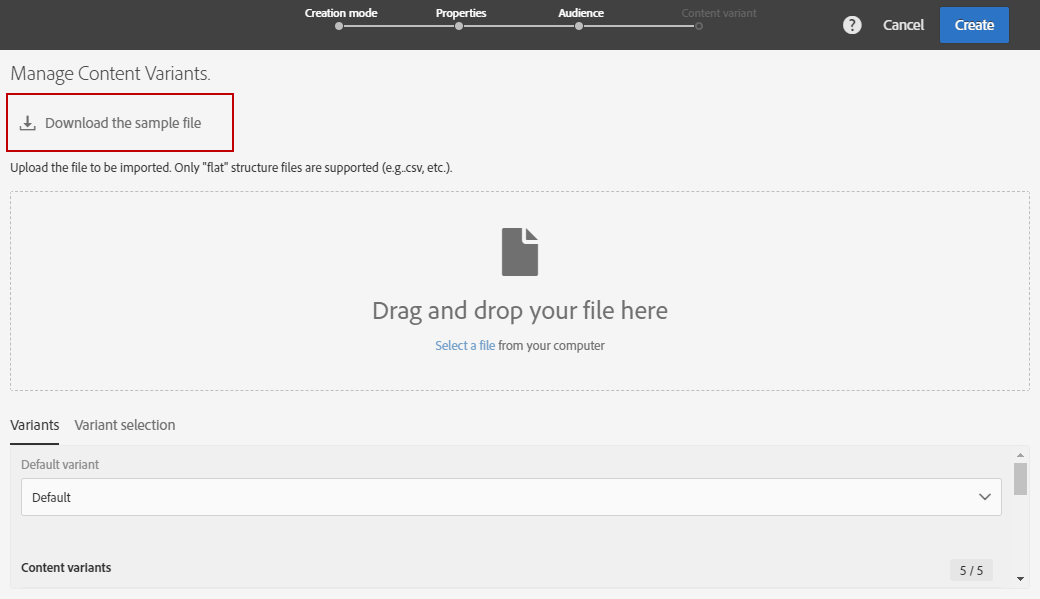 Creation mode Properties Audience Content variant
? Cancel Create
Manage Content Variants.
Download the sample file
Upload the file to be imported. Only "flat" structure files are supported (e.g..csv, etc.).
Drag and drop your file here
Select a file from your computer
Variants Variant selection
Default variant
Default
Content variants 5 / 5